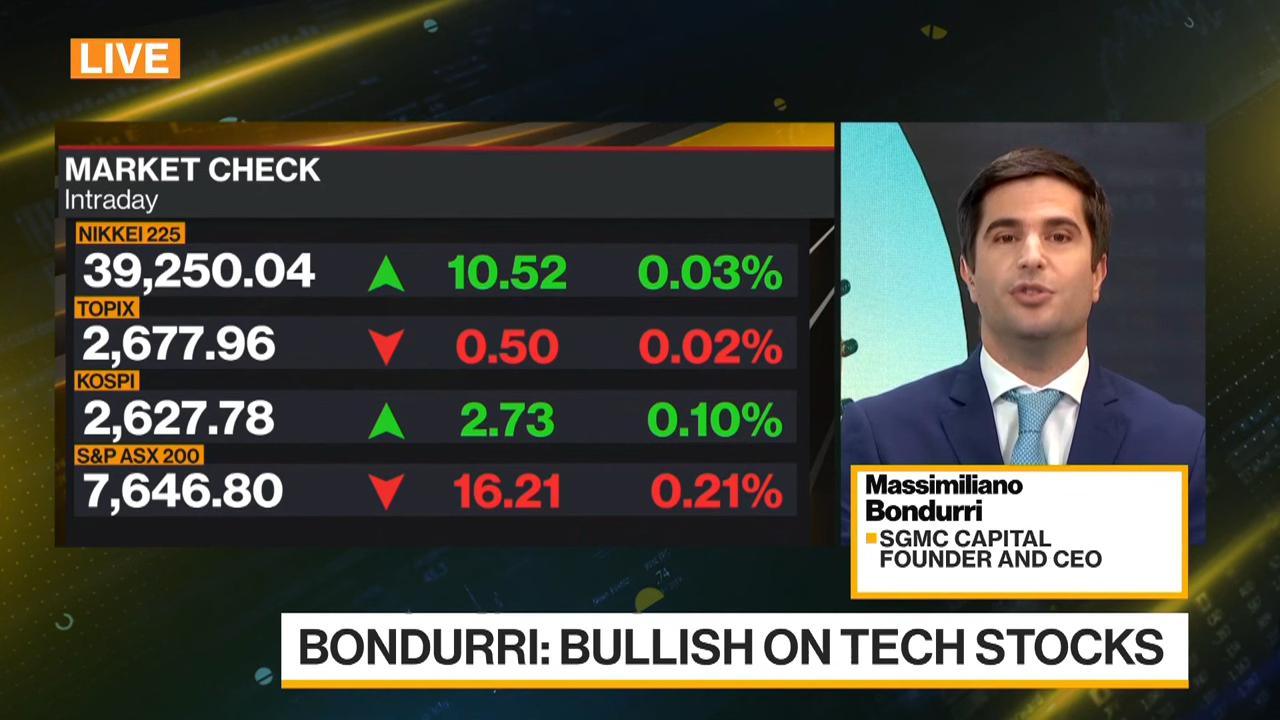 LIVE
MARKET CHECK
Intraday
NIKKEI 225
39,250.04 ▲ 10.52 0.03%
TOPIX
2,677.96 ▼ 0.50 0.02%
KOSPI
2,627.78 ▲ 2.73 0.10%
S&P ASX 200
7,646.80 ▼ 16.21 0.21%
Massimiliano
Bondurri
SGMC CAPITAL
FOUNDER AND CEO
BONDURRI: BULLISH ON TECH STOCKS